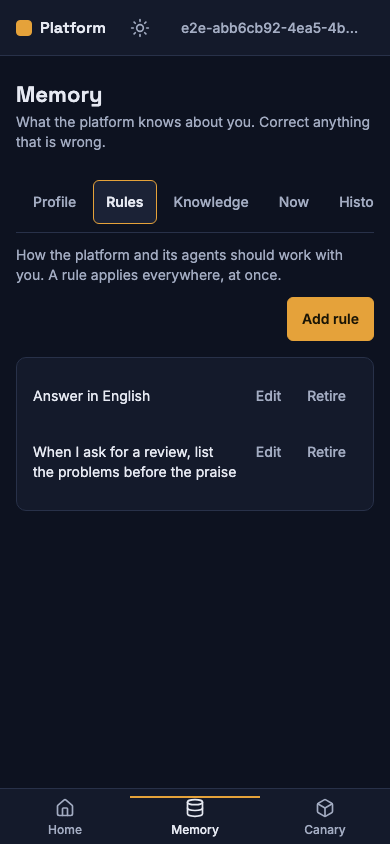 Platform
e2e-abb6cb92-4ea5-4b...
Memory
What the platform knows about you. Correct anything
that is wrong.
Profile
Rules
Knowledge
Now
Histo
How the platform and its agents should work with
you. A rule applies everywhere, at once.
Add rule
Answer in English
Edit
Retire
When I ask for a review, list
the problems before the praise
Edit
Retire
Home
Memory
Canary